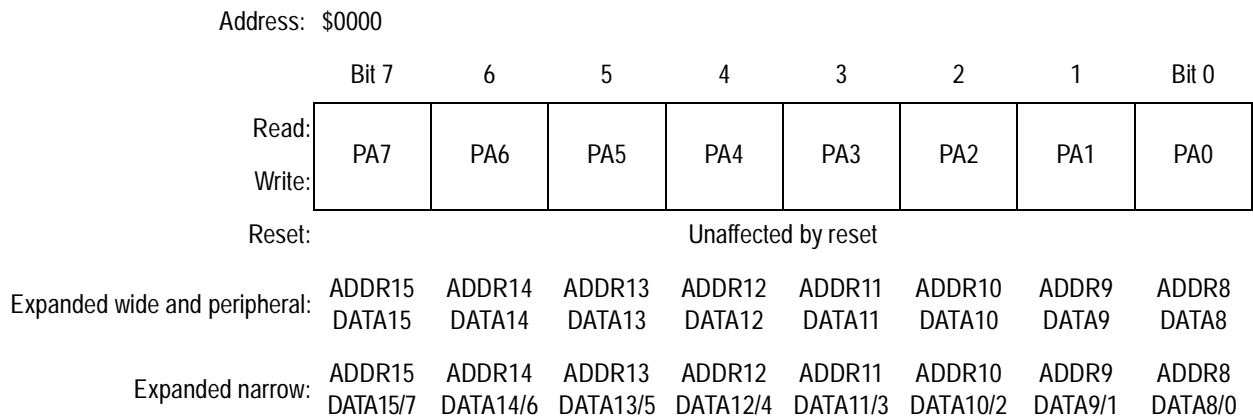 Address: $0000
Bit 7 6 5 4 3 2 1 Bit 0
Read:
PA7 PA6 PA5 PA4 PA3 PA2 PA1 PA0
Write:
Reset: Unaffected by reset
Expanded wide and peripheral: ADDR15 ADDR14 ADDR13 ADDR12 ADDR11 ADDR10 ADDR9 ADDR8
DATA15 DATA14 DATA13 DATA12 DATA11 DATA10 DATA9 DATA8
Expanded narrow: ADDR15 ADDR14 ADDR13 ADDR12 ADDR11 ADDR10 ADDR9 ADDR8
DATA15/7 DATA14/6 DATA13/5 DATA12/4 DATA11/3 DATA10/2 DATA9/1 DATA8/0